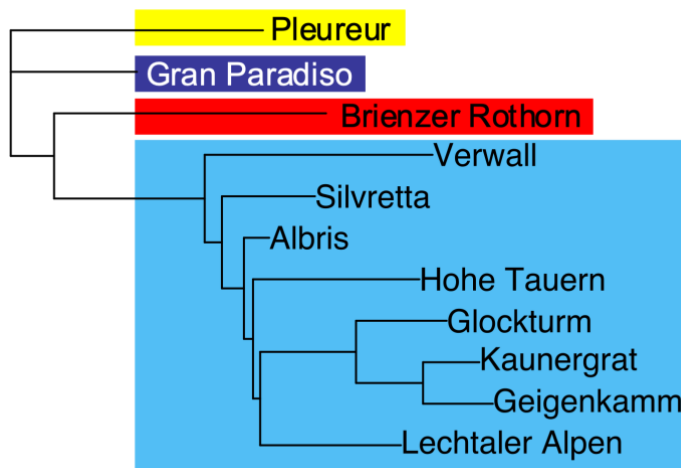 Pleureur
Gran Paradiso
Brienzer Rothorn
Verwall
Silvretta
Albris
Hohe Tauern
Glockturm
Kaunergrat
Geigenkamm
Lechtaler Alpen